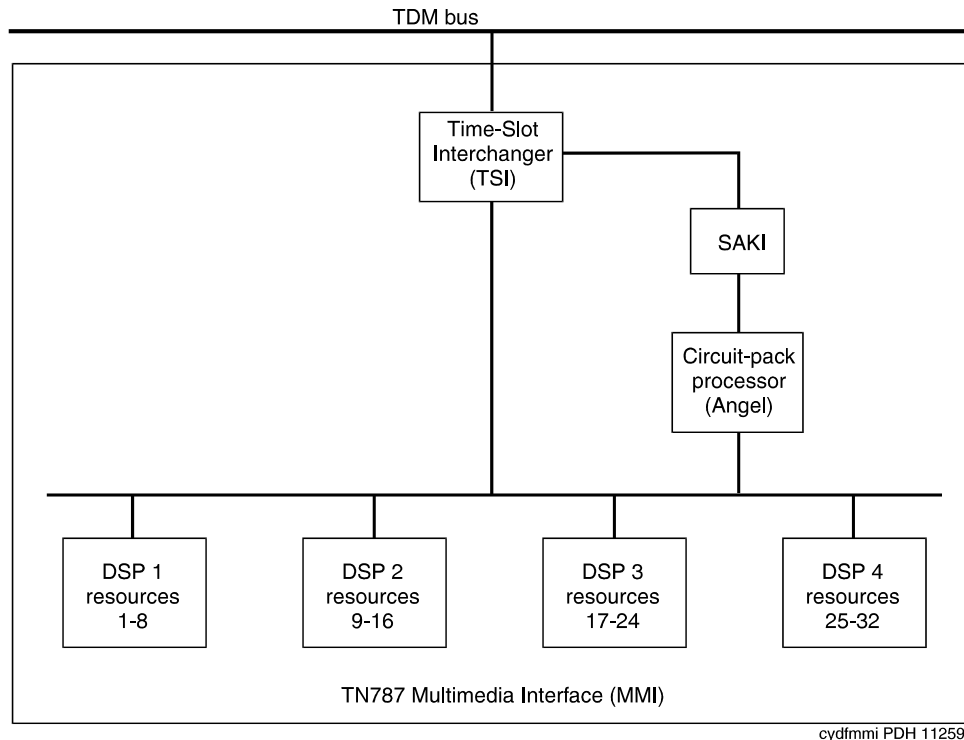 TDM bus
Time-Slot
Interchanger
(TSI)
SAKI
Circuit-pack
processor
(Angel)
DSP 1
resources
1-8
DSP 2
resources
9-16
DSP 3
resources
17-24
DSP 4
resources
25-32
TN787 Multimedia Interface (MMI)
cydfmmi PDH 11259